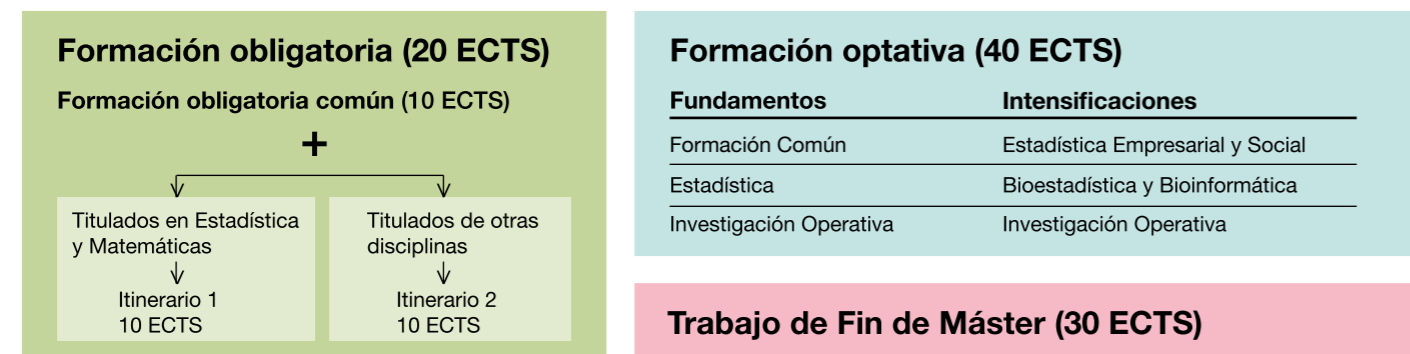 Formación obligatoria (20 ECTS)
Formación obligatoria común (10 ECTS)
+
Titulados en Estadística
y Matemáticas
Itinerario 1
10 ECTS
Titulados de otras
disciplinas
Itinerario 2
10 ECTS
Formación optativa (40 ECTS)
Fundamentos Intensificaciones
Formación Común Estadística Empresarial y Social
Estadística Bioestadística y Bioinformática
Investigación Operativa Investigación Operativa
Trabajo de Fin de Máster (30 ECTS)